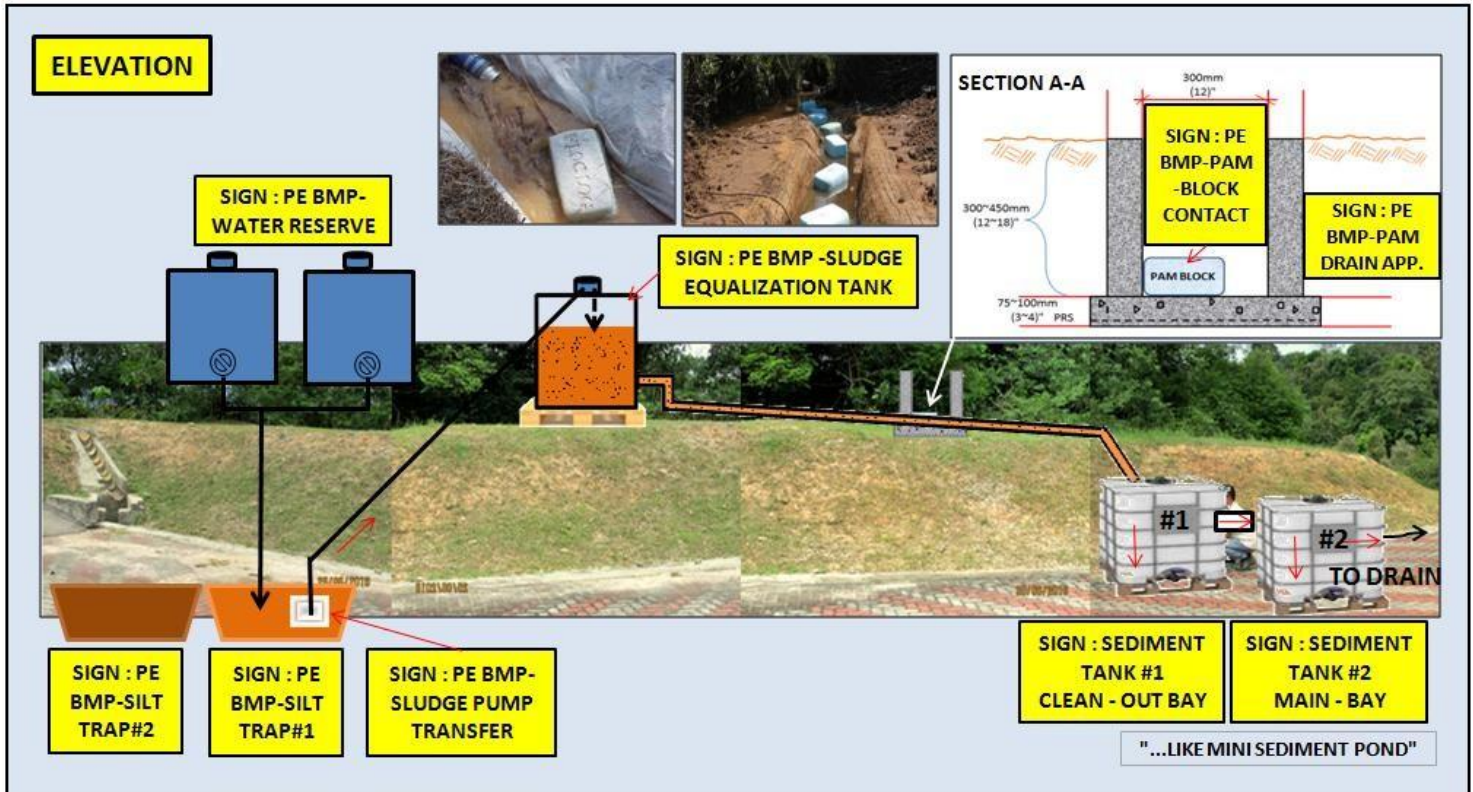 ELEVATION
SECTION A-A
300mm
(12)"
SIGN : PE
BMP-PAM
-BLOCK
CONTACT
SIGN : PE
BMP-PAM
DRAIN APP.
300~450mm
(12~18)"
PAM BLOCK
75~100mm
(3~4)" PRS
SIGN : PE BMP-
WATER RESERVE
SIGN : PE BMP -SLUDGE
EQUALIZATION TANK
#1
#2
TO DRAIN
SIGN : PE
BMP-SILT
TRAP#2
SIGN : PE
BMP-SILT
TRAP#1
SIGN : PE BMP-
SLUDGE PUMP
TRANSFER
SIGN : SEDIMENT
TANK #1
CLEAN - OUT BAY
SIGN : SEDIMENT
TANK #2
MAIN - BAY
"...LIKE MINI SEDIMENT POND"